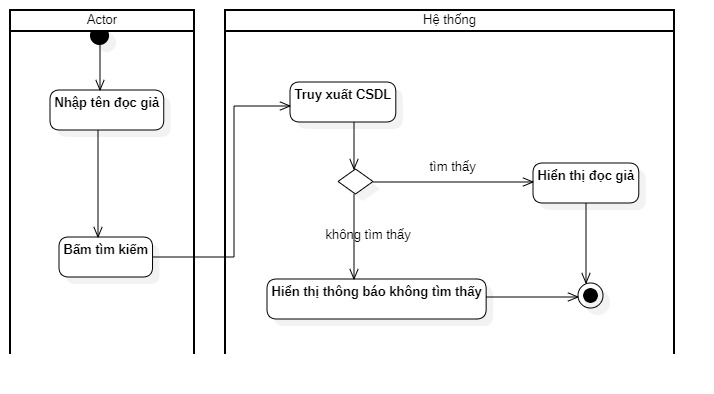 Actor
Hệ thống
Nhập tên đọc giả
Truy xuất CSDL
tìm thấy
Hiển thị đọc giả
không tìm thấy
Bấm tìm kiếm
Hiển thị thông báo không tìm thấy